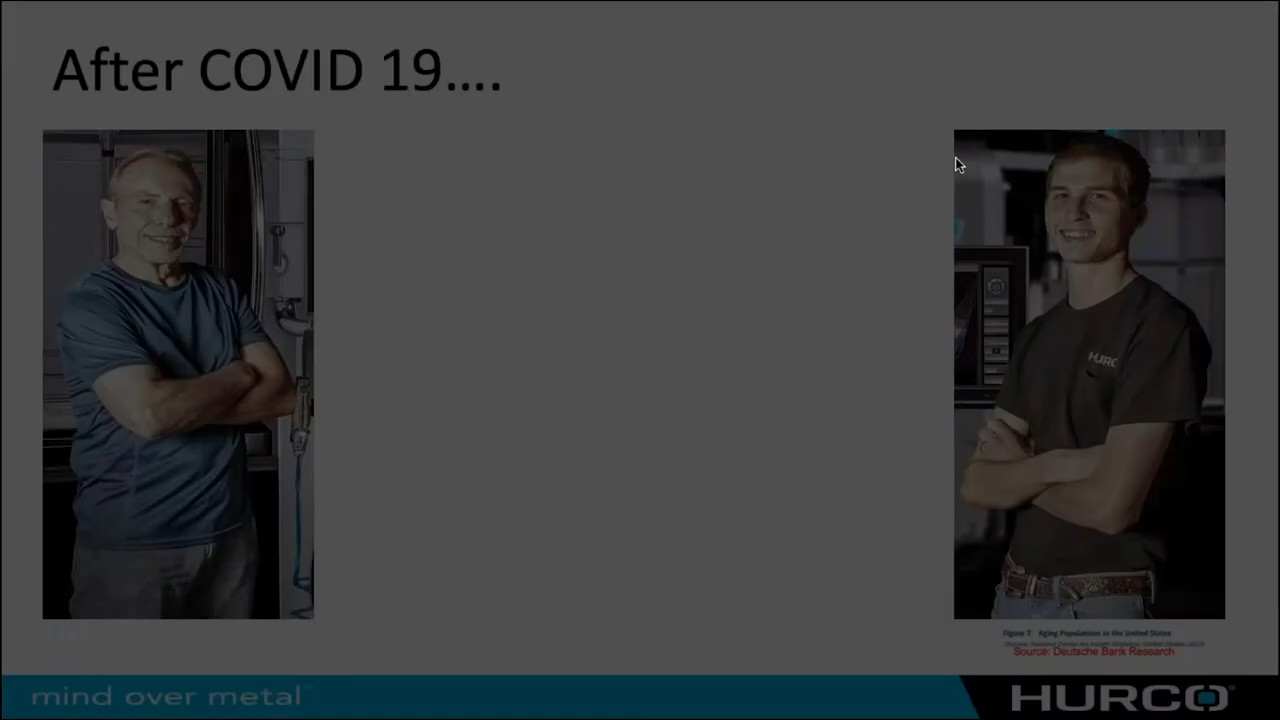 After COVID 19....
HURC
Figure 7: Aging Populations in the United States
Source: Deutsche Bank Research
mind over metal
HURCO